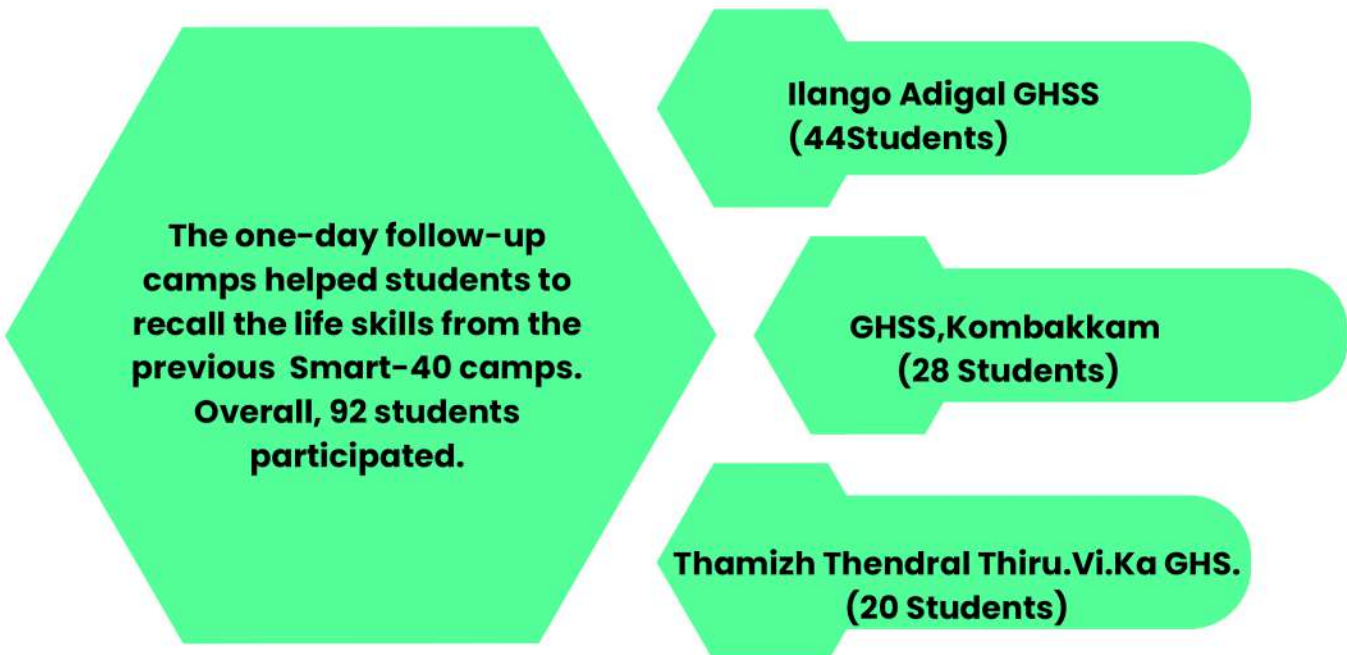 The one-day follow-up
camps helped students to
recall the life skills from the
previous Smart-40 camps.
Overall, 92 students
participated.
Ilango Adigal GHSS
(44Students)
GHSS,Kombakkam
(28 Students)
Thamizh Thendral Thiru.Vi.Ka GHS.
(20 Students)